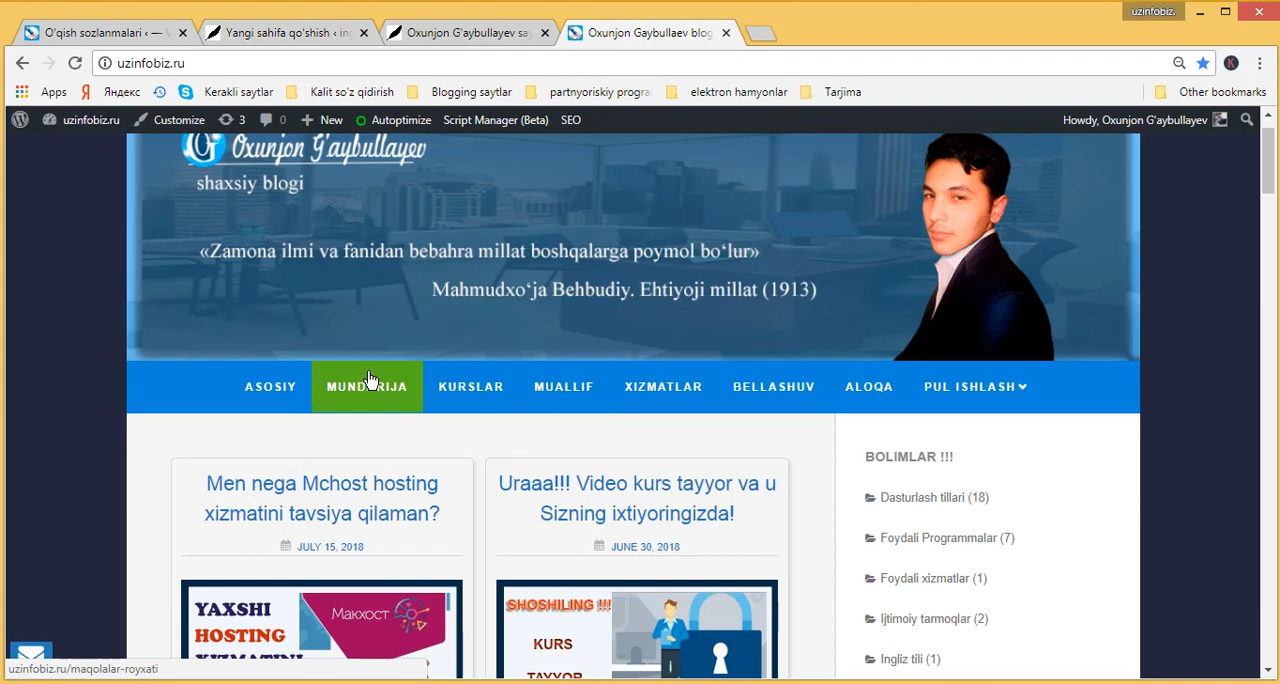 uzinfobiz.
O'qish sozlanmalari ‹ — W
Yangi sahifa qo'shish ‹ ing
Oxunjon G'aybullayev say
Oxunjon Gaybullaev blog
uzinfobiz.ru
K
Apps
Яндекс
Kerakli saytlar
Kalit so'z qidirish
Blogging saytlar
partnyoriskiy progra
elektron hamyonlar
Tarjima
Other bookmarks
uzinfobiz.ru
Customize
3
0
New
Autoptimize
Script Manager (Beta)
SEO
Howdy, Oxunjon G'aybullayev
Oxunjon G'aybullayev
shaxsiy blogi
«Zamona ilmi va fanidan bebahra millat boshqalarga poymol bo‘lur»
Mahmudxo‘ja Behbudiy. Ehtiyoji millat (1913)
ASOSIY
MUNDARIJA
KURSLAR
MUALLIF
XIZMATLAR
BELLASHUV
ALOQA
PUL ISHLASH
Men nega Mchost hosting
xizmatini tavsiya qilaman?
JULY 15, 2018
YAXSHI
HOSTING
XIZMATINI
Макхост
Uraaa!!! Video kurs tayyor va u
Sizning ixtiyoringizda!
JUNE 30, 2018
SHOSHILING !!!
KURS
TAYYOR
BOLIMLAR !!!
Dasturlash tillari (18)
Foydali Programmalar (7)
Foydali xizmatlar (1)
Ijtimoiy tarmoqlar (2)
Ingliz tili (1)
uzinfobiz.ru/maqolalar-royxati